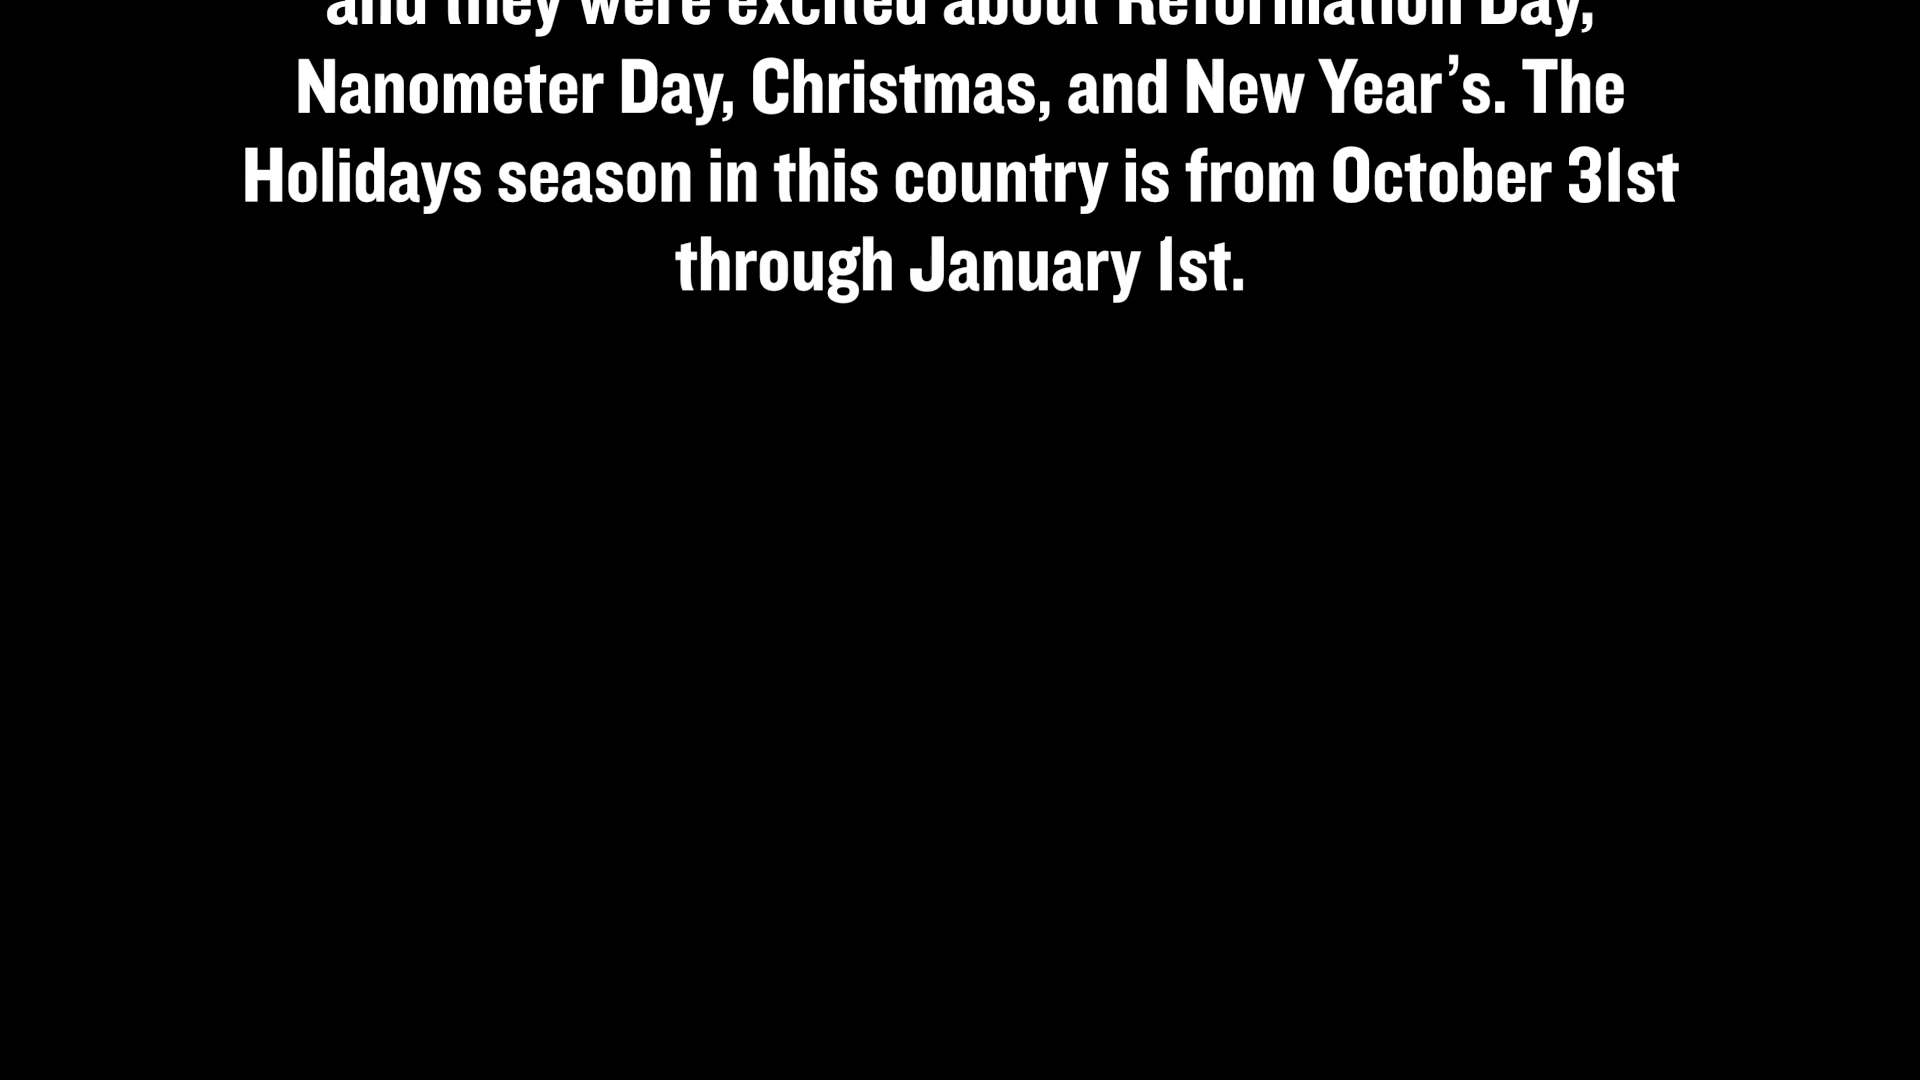 and they were excited about Reformation Day,
Nanometer Day, Christmas, and New Year’s. The
Holidays season in this country is from October 31st
through January 1st.